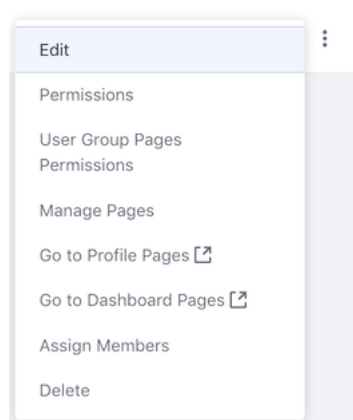 Edit
Permissions
User Group Pages
Permissions
Manage Pages
Go to Profile Pages
Go to Dashboard Pages
Assign Members
Delete